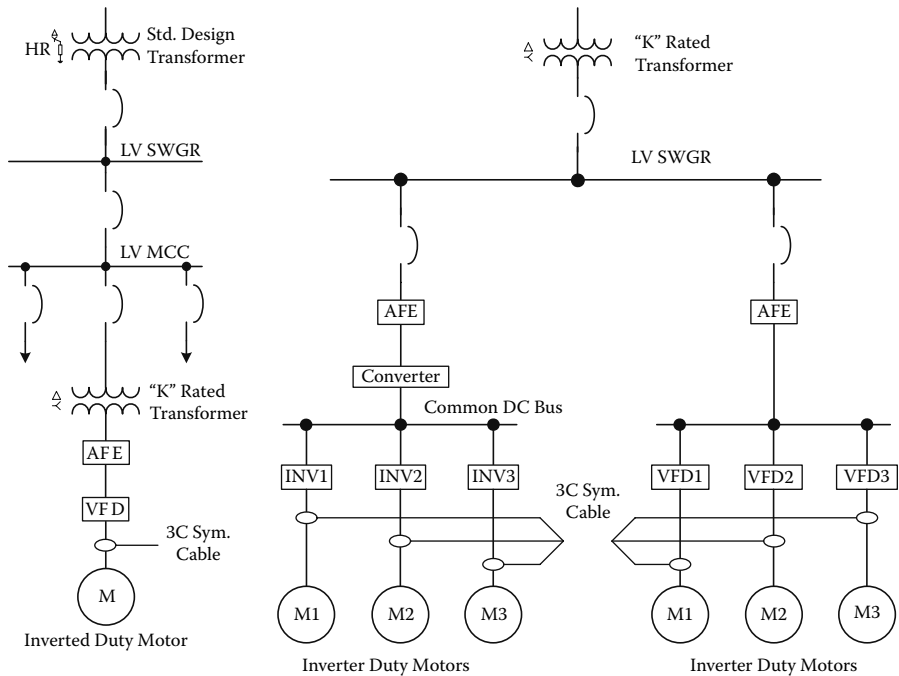 HR
Std. Design
Transformer
LV SWGR
LV MCC
“K” Rated
Transformer
AFE
VFD
3C Sym.
Cable
M
Inverted Duty Motor
“K” Rated
Transformer
LV SWGR
AFE
AFE
Converter
Common DC Bus
INV1
INV2
INV3
VFD1
VFD2
VFD3
3C Sym.
Cable
M1
M2
M3
M1
M2
M3
Inverter Duty Motors
Inverter Duty Motors